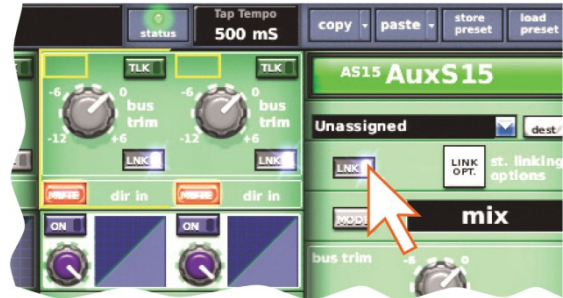 status
Tap Tempo
500 mS
copy
paste
store
preset
load
preset
TLK
TLK
-6
0
bus
trim
-12
+6
LNK
-6
0
bus
trim
-12
+6
LNK
MUTE
dir in
MUTE
dir in
ON
ON
AS15 AuxS15
Unassigned
dest
LNK
LINK
OPT.
st. linking
options
MODE
mix
bus trim
-6
0